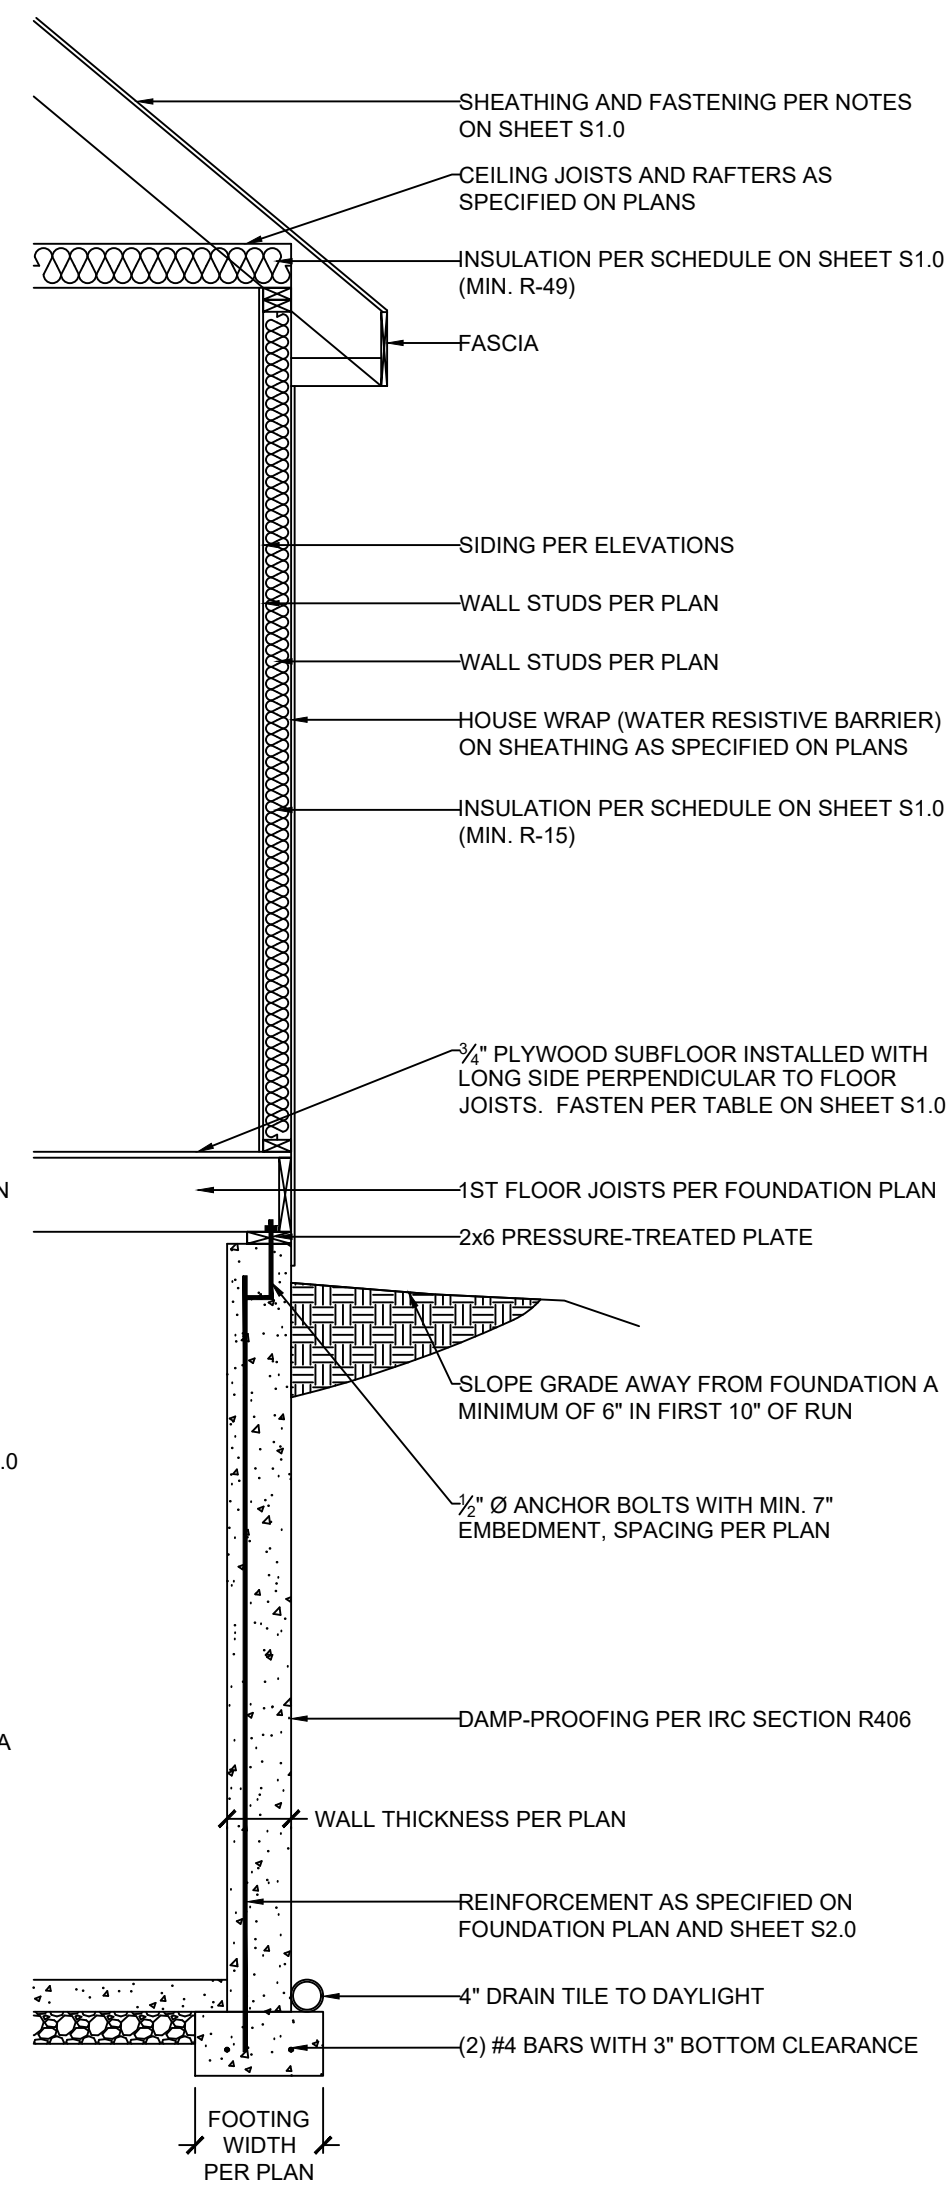 SHEATHING AND FASTENING PER NOTES
ON SHEET S1.0
CEILING JOISTS AND RAFTERS AS
SPECIFIED ON PLANS
INSULATION PER SCHEDULE ON SHEET S1.0
(MIN. R-49)
FASCIA
SIDING PER ELEVATIONS
WALL STUDS PER PLAN
WALL STUDS PER PLAN
HOUSE WRAP (WATER RESISTIVE BARRIER)
ON SHEATHING AS SPECIFIED ON PLANS
INSULATION PER SCHEDULE ON SHEET S1.0
(MIN. R-15)
¾" PLYWOOD SUBFLOOR INSTALLED WITH
LONG SIDE PERPENDICULAR TO FLOOR
JOISTS. FASTEN PER TABLE ON SHEET S1.0
N
1ST FLOOR JOISTS PER FOUNDATION PLAN
2x6 PRESSURE-TREATED PLATE
SLOPE GRADE AWAY FROM FOUNDATION A
MINIMUM OF 6" IN FIRST 10" OF RUN
.0
½" Ø ANCHOR BOLTS WITH MIN. 7"
EMBEDMENT, SPACING PER PLAN
DAMP-PROOFING PER IRC SECTION R406
A
WALL THICKNESS PER PLAN
REINFORCEMENT AS SPECIFIED ON
FOUNDATION PLAN AND SHEET S2.0
4" DRAIN TILE TO DAYLIGHT
(2) #4 BARS WITH 3" BOTTOM CLEARANCE
FOOTING
WIDTH
PER PLAN